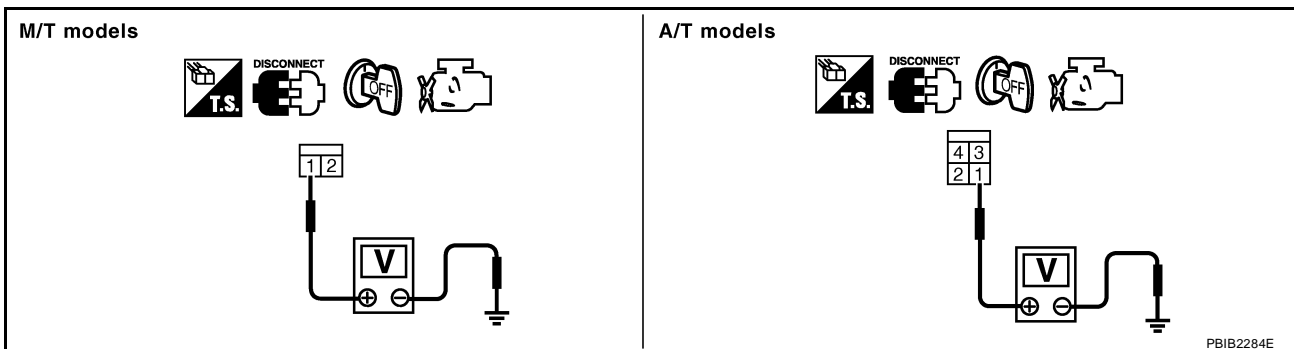 M/T models
T.S.
DISCONNECT
OFF
1 2
V
+ −
A/T models
T.S.
DISCONNECT
OFF
4 3
2 1
V
+ −
PBIB2284E